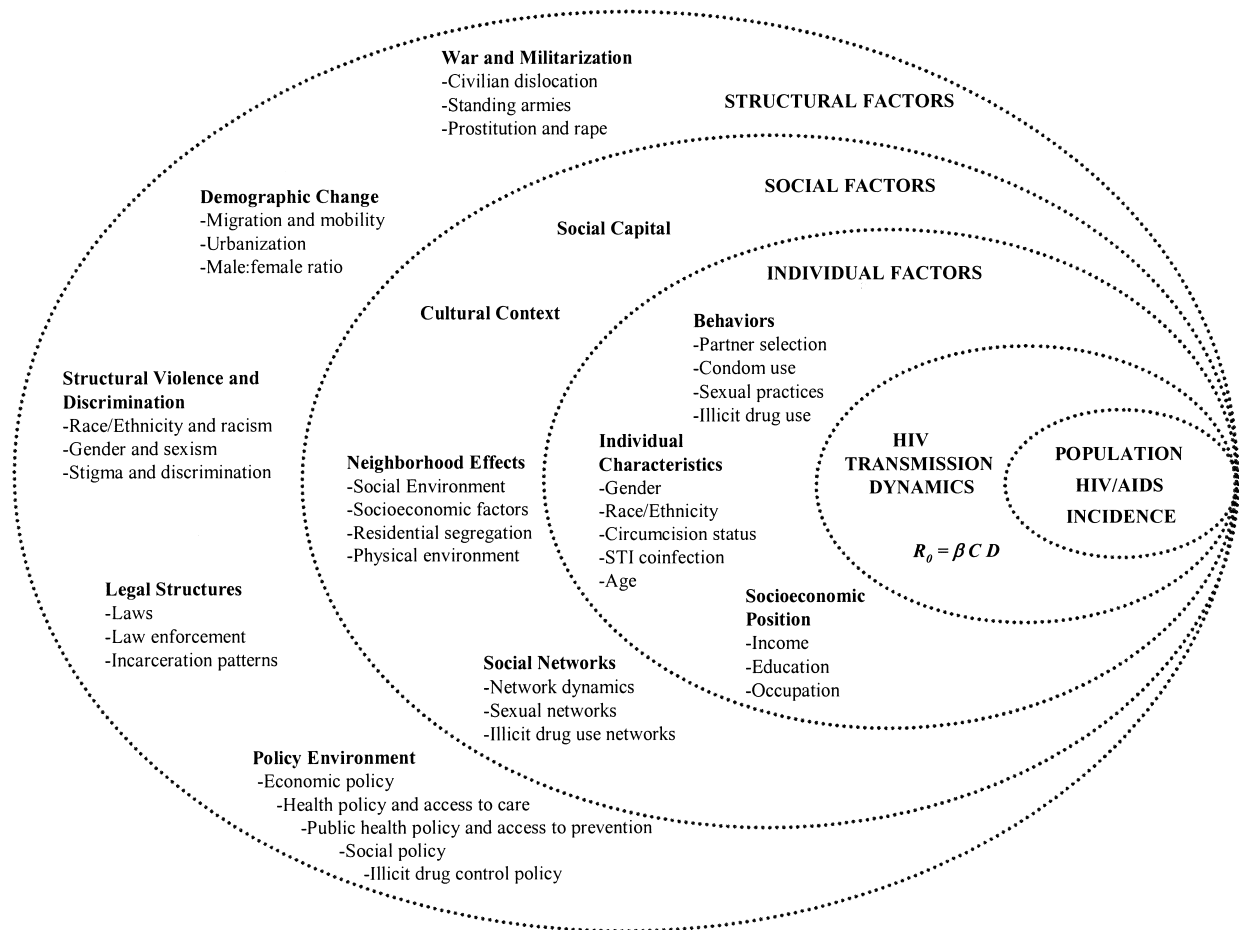 War and Militarization
-Civilian dislocation
-Standing armies
-Prostitution and rape
STRUCTURAL FACTORS
Demographic Change
-Migration and mobility
-Urbanization
-Male:female ratio
SOCIAL FACTORS
Social Capital
INDIVIDUAL FACTORS
Cultural Context
Behaviors
-Partner selection
-Condom use
-Sexual practices
-Illicit drug use
Structural Violence and
Discrimination
-Race/Ethnicity and racism
-Gender and sexism
-Stigma and discrimination
Neighborhood Effects
-Social Environment
-Socioeconomic factors
-Residential segregation
-Physical environment
Individual
Characteristics
-Gender
-Race/Ethnicity
-Circumcision status
-STI coinfection
-Age
HIV
TRANSMISSION
DYNAMICS
R₀ = β C D
POPULATION
HIV/AIDS
INCIDENCE
Legal Structures
-Laws
-Law enforcement
-Incarceration patterns
Socioeconomic
Position
-Income
-Education
-Occupation
Social Networks
-Network dynamics
-Sexual networks
-Illicit drug use networks
Policy Environment
-Economic policy
-Health policy and access to care
-Public health policy and access to prevention
-Social policy
-Illicit drug control policy